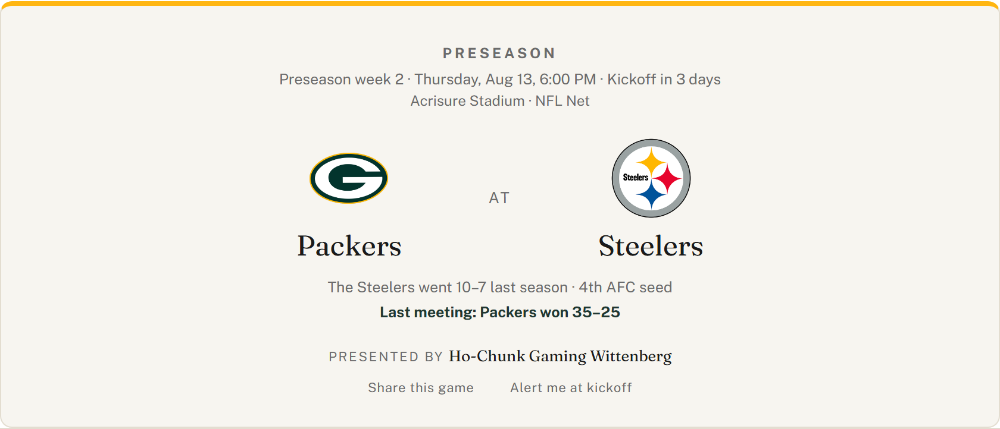 PRESEASON
Preseason week 2 · Thursday, Aug 13, 6:00 PM · Kickoff in 3 days
Acrisure Stadium · NFL Net
G
Steelers
AT
Packers
Steelers
The Steelers went 10–7 last season · 4th AFC seed
Last meeting: Packers won 35–25
PRESENTED BY Ho-Chunk Gaming Wittenberg
Share this game
Alert me at kickoff